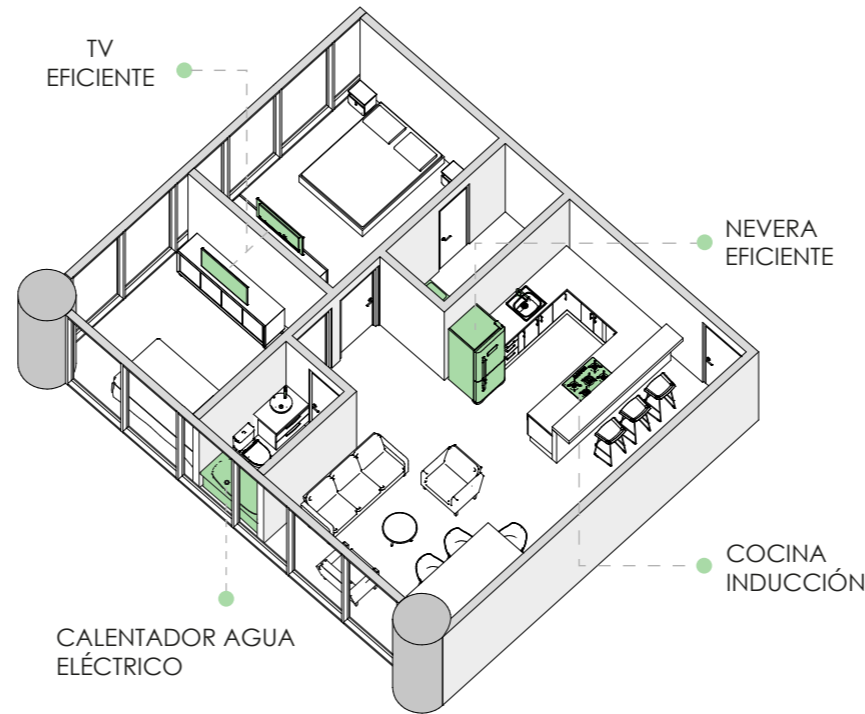 TV
EFICIENTE
NEVERA
EFICIENTE
COCINA
INDUCCIÓN
CALENTADOR AGUA
ELÉCTRICO